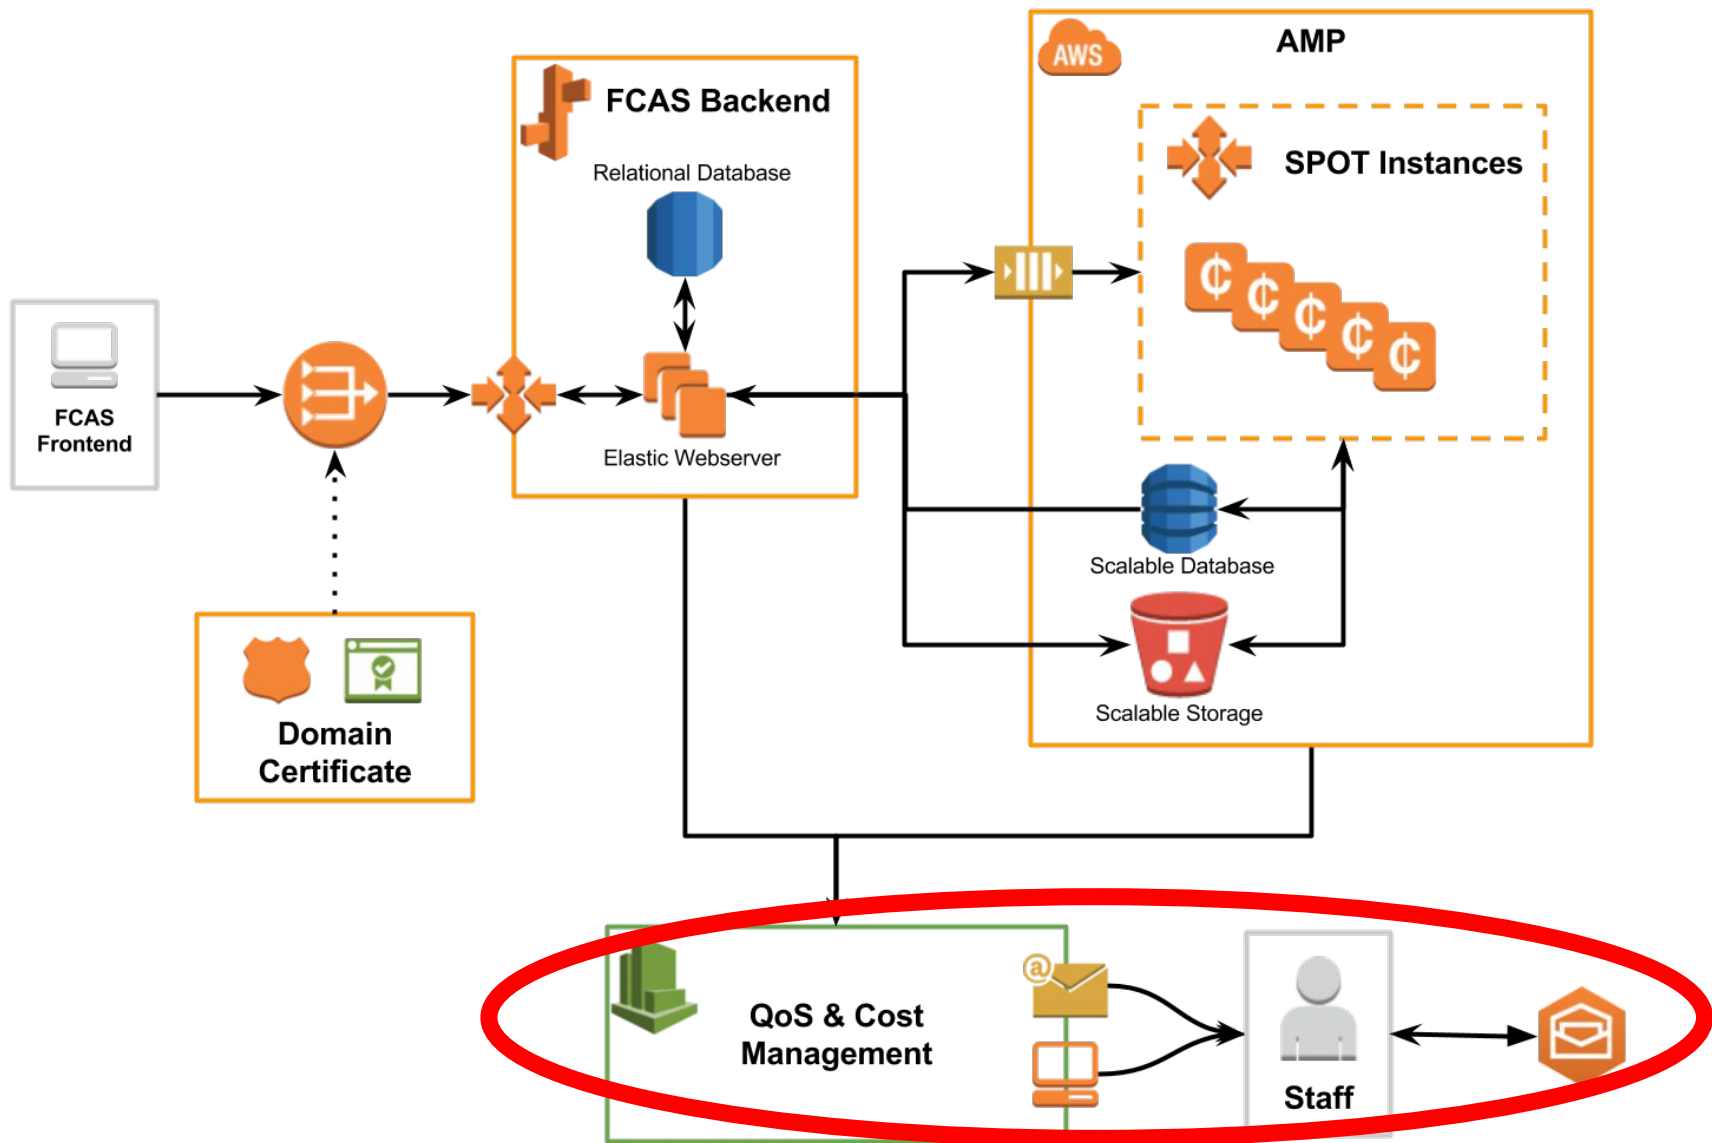 AWS
AMP
FCAS Backend
Relational Database
SPOT Instances
¢
¢
¢
¢
¢
FCAS
Frontend
Elastic Webserver
Scalable Database
Scalable Storage
Domain
Certificate
@
QoS & Cost
Management
Staff